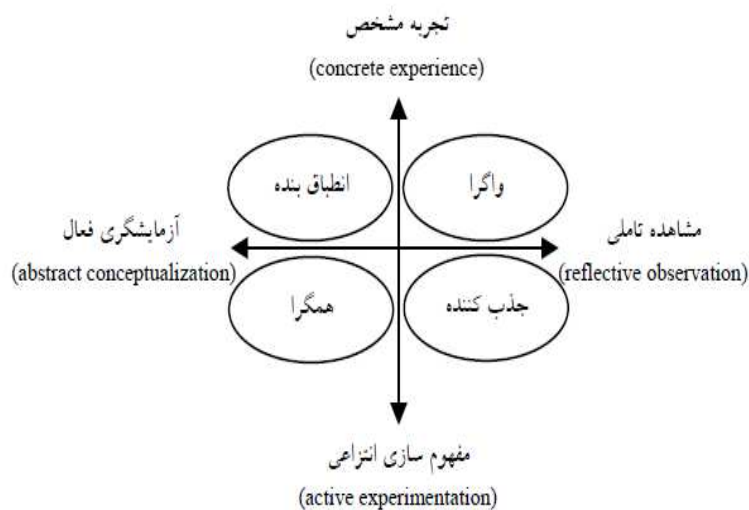 تجربه مشخص
(concrete experience)
انطباق بنده
واگرا
آزمایشگری فعال
(abstract conceptualization)
مشاهده تاملی
(reflective observation)
همگرا
جذب کننده
مفهوم سازی انتزاعی
(active experimentation)